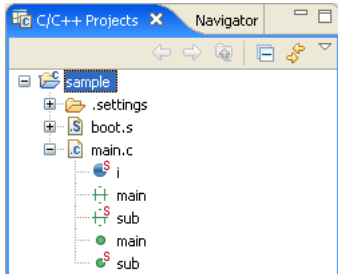 C/C++ Projects Navigator
sample
.settings
.S boot.s
.c main.c
S i
main
S sub
main
S sub